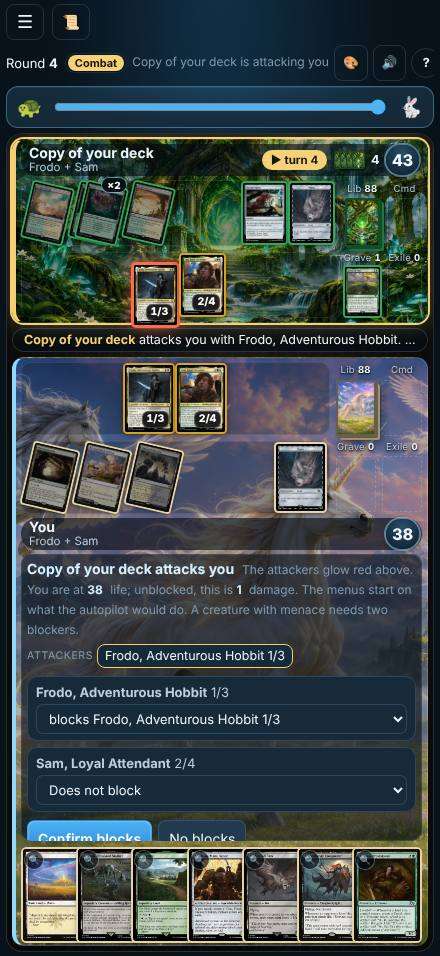 Round 4 Combat Copy of your deck is attacking you ?
Copy of your deck
Frodo + Sam
▶ turn 4 4 43
Lib 88 Cmd
×2
Grave 1 Exile 0
1/3
2/4
Copy of your deck attacks you with Frodo, Adventurous Hobbit. ...
Lib 88 Cmd
1/3
2/4
Grave 0 Exile 0
You
Frodo + Sam
38
Copy of your deck attacks you The attackers glow red above.
You are at 38 life; unblocked, this is 1 damage. The menus start on
what the autopilot would do. A creature with menace needs two
blockers.
ATTACKERS Frodo, Adventurous Hobbit 1/3
Frodo, Adventurous Hobbit 1/3
blocks Frodo, Adventurous Hobbit 1/3
Sam, Loyal Attendant 2/4
Does not block
Confirm blocks No blocks